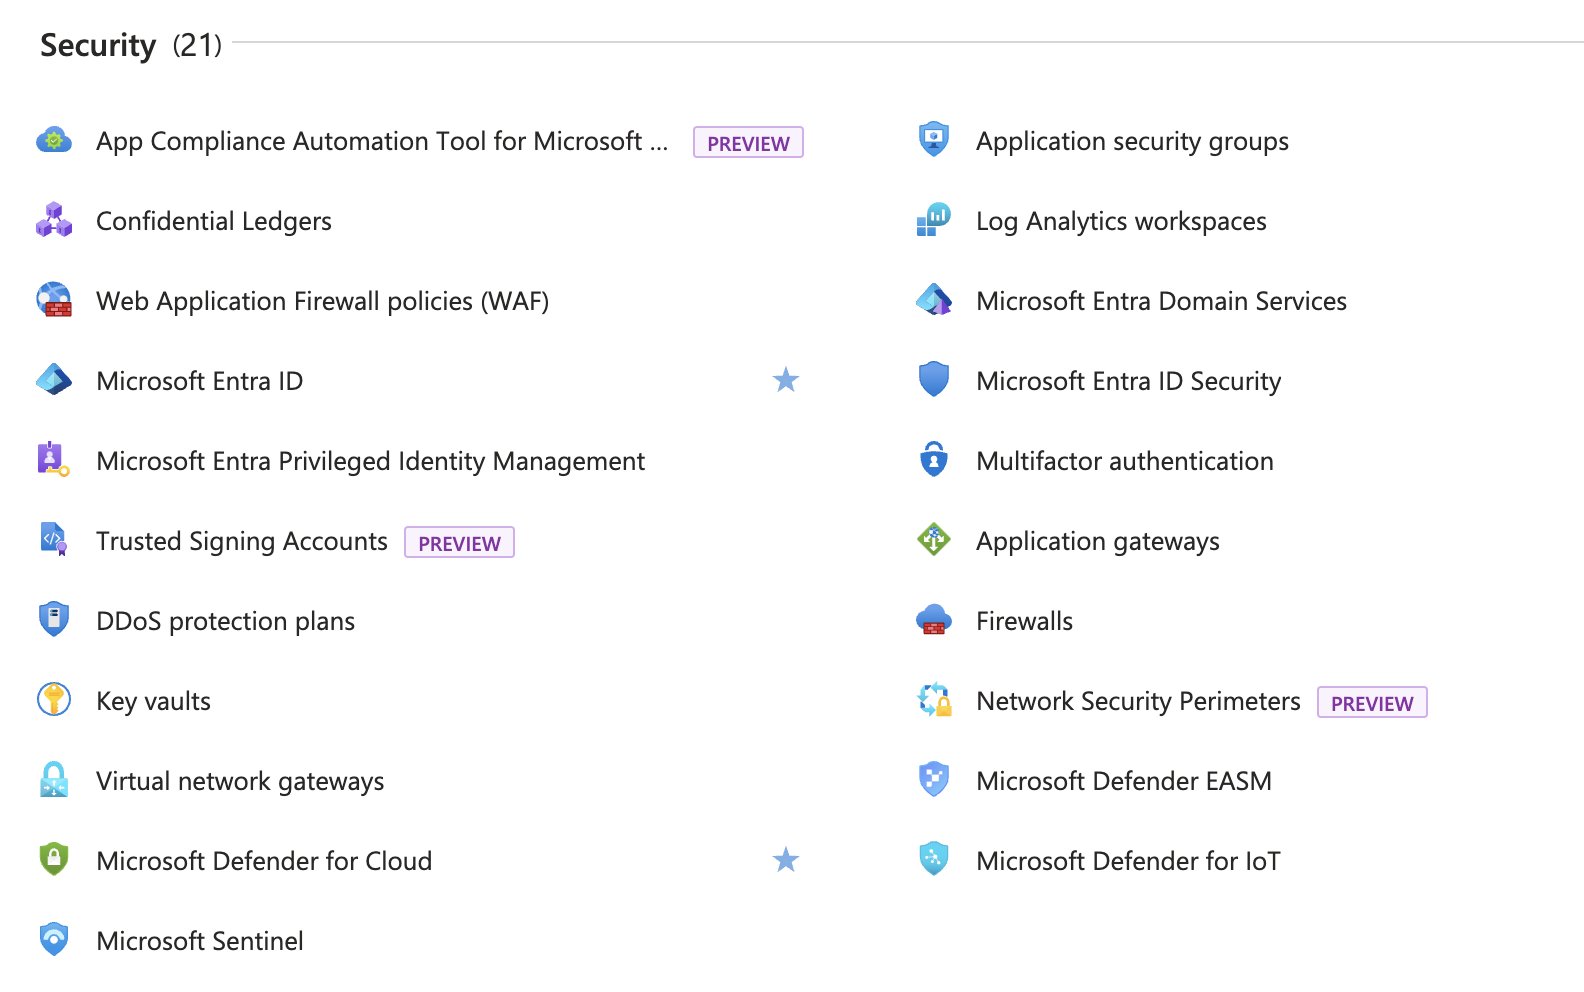 Security (21)
App Compliance Automation Tool for Microsoft ... PREVIEW
Application security groups
Confidential Ledgers
Log Analytics workspaces
Web Application Firewall policies (WAF)
Microsoft Entra Domain Services
Microsoft Entra ID
Microsoft Entra ID Security
Microsoft Entra Privileged Identity Management
Multifactor authentication
Trusted Signing Accounts PREVIEW
Application gateways
DDoS protection plans
Firewalls
Key vaults
Network Security Perimeters PREVIEW
Virtual network gateways
Microsoft Defender EASM
Microsoft Defender for Cloud
Microsoft Defender for IoT
Microsoft Sentinel